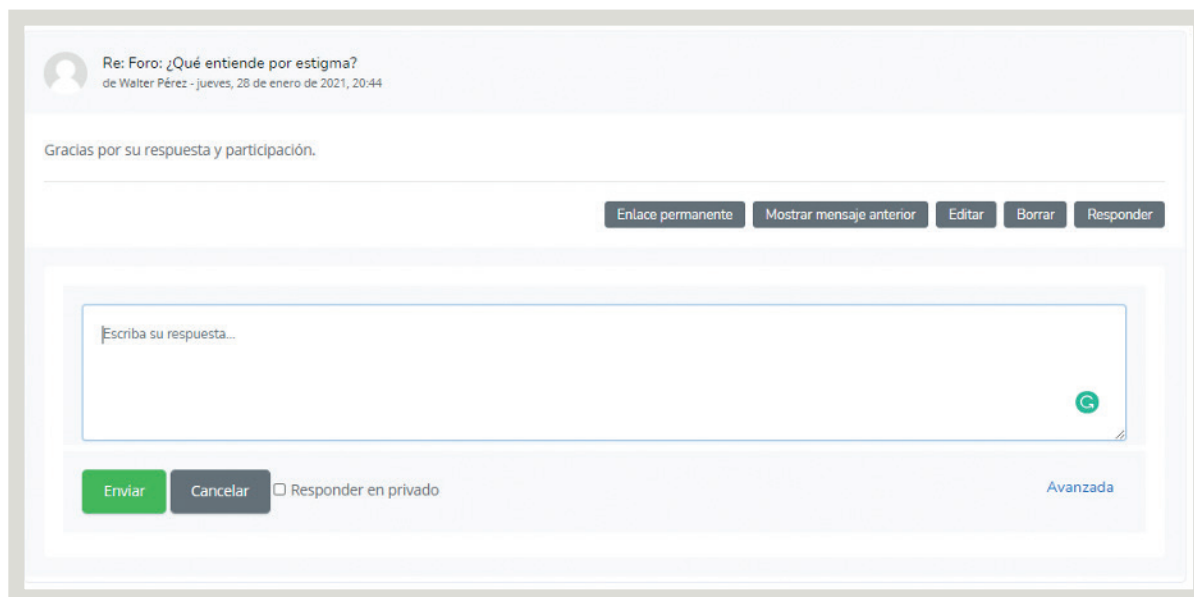 Re: Foro: ¿Qué entiende por estigma?
de Walter Pérez - jueves, 28 de enero de 2021, 20:44
Gracias por su respuesta y participación.
Enlace permanente Mostrar mensaje anterior Editar Borrar Responder
Escriba su respuesta...
Enviar Cancelar Responder en privado Avanzada